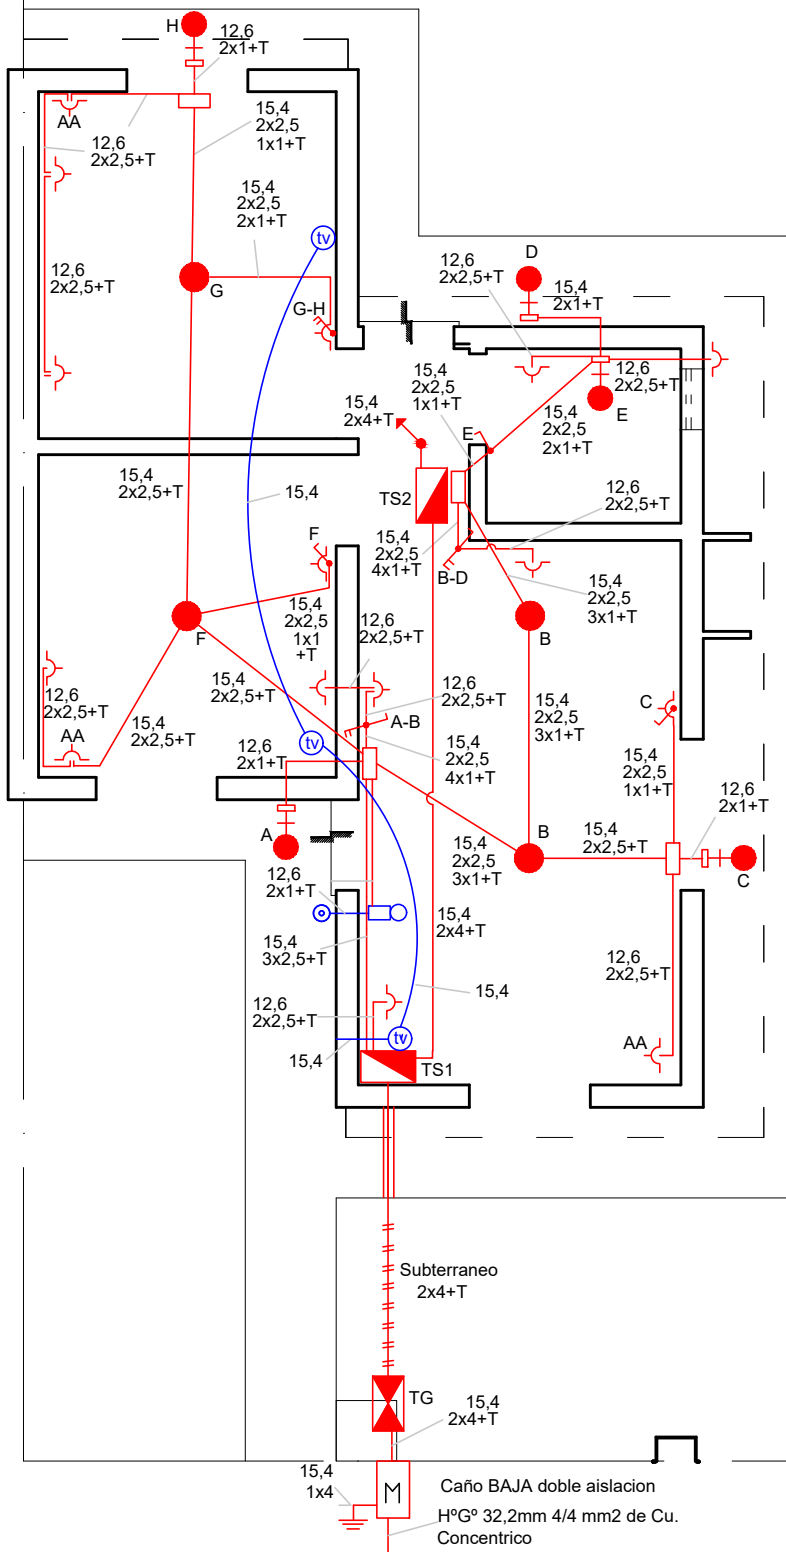 H
12,6
2x1+T
AA
12,6
2x2,5+T
15,4
2x2,5
1x1+T
15,4
2x2,5
2x1+T
tv
12,6
2x2,5+T
G
G-H
D
12,6
2x2,5+T
15,4
2x1+T
15,4
2x2,5
1x1+T
12,6
2x2,5+T
E
15,4
2x4+T
15,4
2x2,5
2x1+T
E
15,4
2x2,5+T
15,4
TS2
12,6
2x2,5+T
F
15,4
2x2,5
4x1+T
B-D
15,4
2x2,5
3x1+T
15,4
2x2,5
1x1
+T
F
12,6
2x2,5+T
B
15,4
2x2,5+T
12,6
2x2,5+T
12,6
2x2,5+T
A-B
15,4
2x2,5
3x1+T
C
AA
15,4
2x2,5+T
tv
12,6
2x1+T
15,4
2x2,5
4x1+T
15,4
2x2,5
1x1+T
12,6
2x1+T
A
15,4
2x2,5
3x1+T
B
15,4
2x2,5+T
C
12,6
2x1+T
15,4
3x2,5+T
15,4
2x4+T
12,6
2x2,5+T
12,6
2x2,5+T
15,4
15,4
tv
TS1
AA
Subterraneo
2x4+T
TG
15,4
2x4+T
15,4
1x4
M
Caño BAJA doble aislacion
HºGº 32,2mm 4/4 mm2 de Cu.
Concentrico